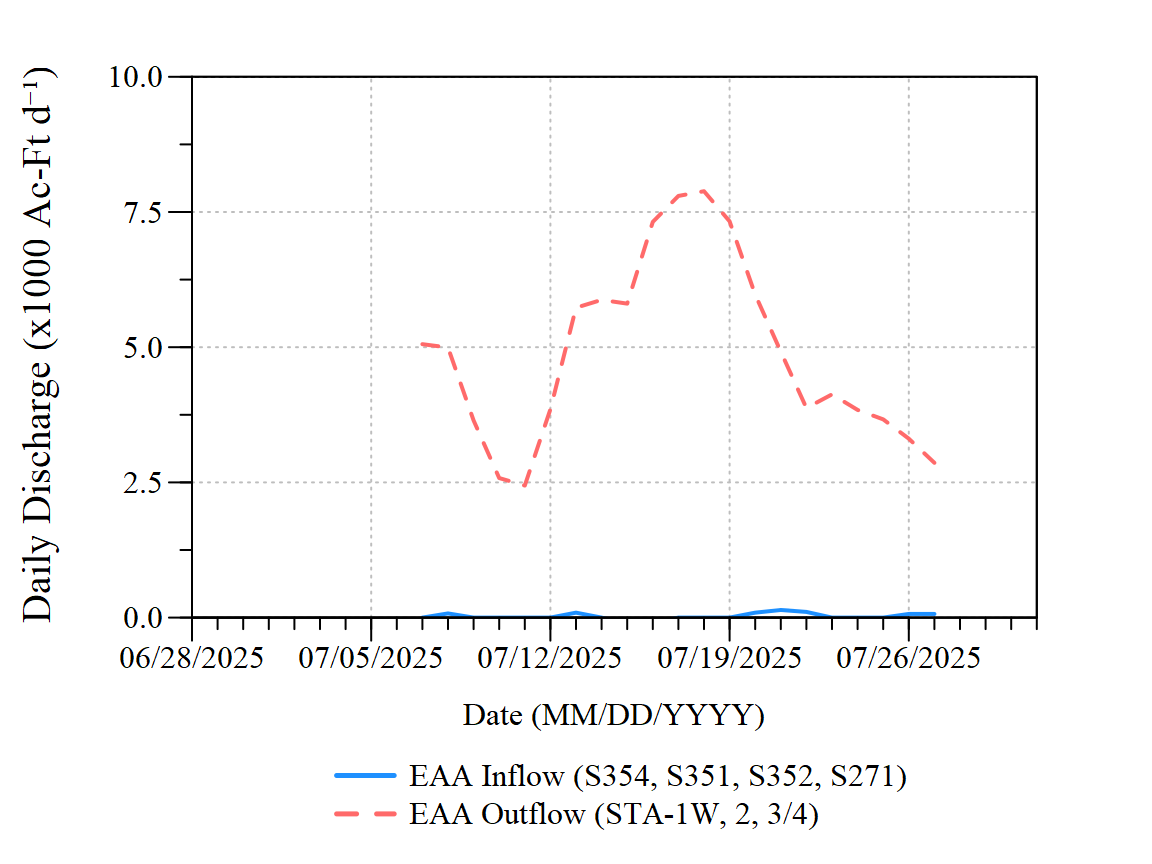 Daily Discharge (x1000 Ac-Ft d⁻¹)
10.0
7.5
5.0
2.5
0.0
06/28/2025 07/05/2025 07/12/2025 07/19/2025 07/26/2025
Date (MM/DD/YYYY)
EAA Inflow (S354, S351, S352, S271)
EAA Outflow (STA-1W, 2, 3/4)